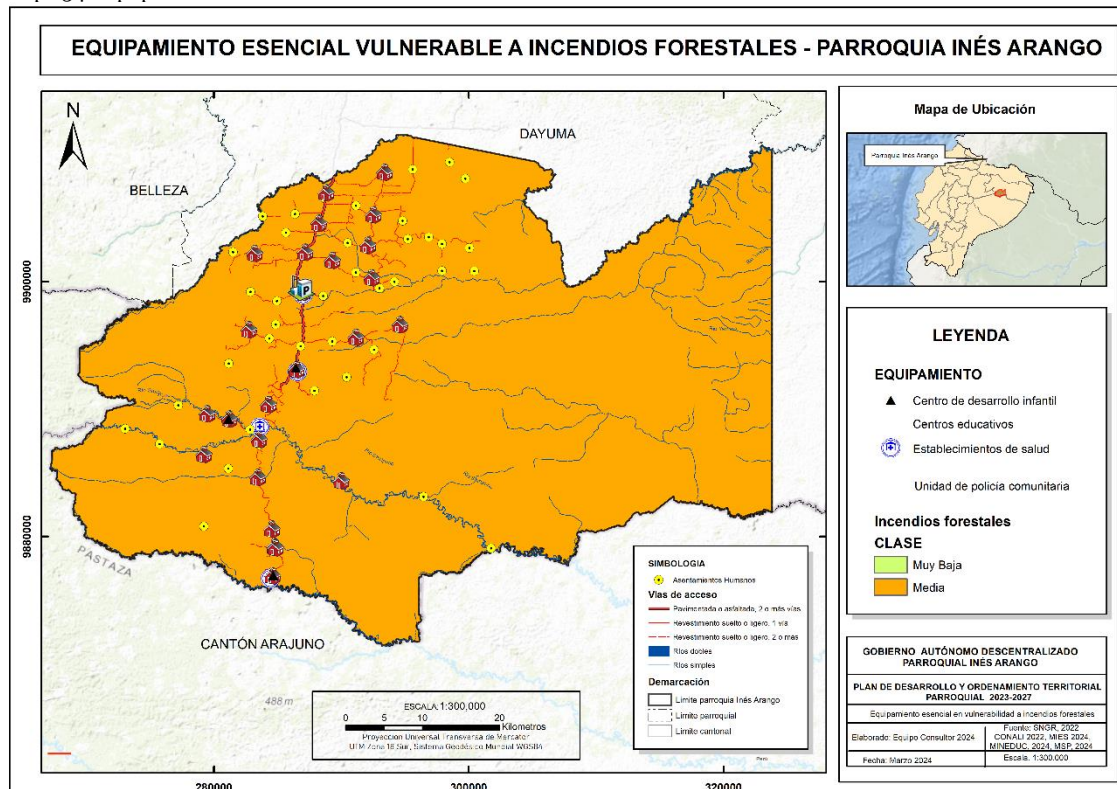 EQUIPAMIENTO ESENCIAL VULNERABLE A INCENDIOS FORESTALES - PARROQUIA INÉS ARANGO
N
DAYUMA
BELLEZA
PASTAZA
CANTÓN ARAJUNO
488 m
9900000
9880000
280000
300000
320000
ESCALA: 1:300,000
0 5 10 20
Kilometros
Proyeccion Universal Transversa de Mercator
UTM Zona 18 Sur, Sistema Geodésico Mundial WGS84
SIMBOLOGIA
Asentamientos Humanos
Vías de acceso
Pavimentada o asfaltada, 2 o más vías
Revestimiento suelto o ligero, 1 vía
Revestimiento suelto o ligero, 2 o más
Ríos dobles
Ríos simples
Demarcación
Limite parroquia Inés Arango
Limite parroquial
Limite cantonal
Mapa de Ubicación
Parroquia Inés Arango
LEYENDA
EQUIPAMIENTO
Centro de desarrollo infantil
Centros educativos
Establecimientos de salud
Unidad de policia comunitaria
Incendios forestales
CLASE
Muy Baja
Media
GOBIERNO AUTÓNOMO DESCENTRALIZADO
PARROQUIAL INÉS ARANGO
PLAN DE DESARROLLO Y ORDENAMIENTO TERRITORIAL
PARROQUIAL 2023-2027
Equipamiento esencial en vulnerabilidad a incendios forestales
Elaborado: Equipo Consultor 2024
Fuente: SNGR, 2022
CONALI 2022, MIES 2024,
MINEDUC, 2024, MSP, 2024
Fecha: Marzo 2024
Escala. 1:300.000